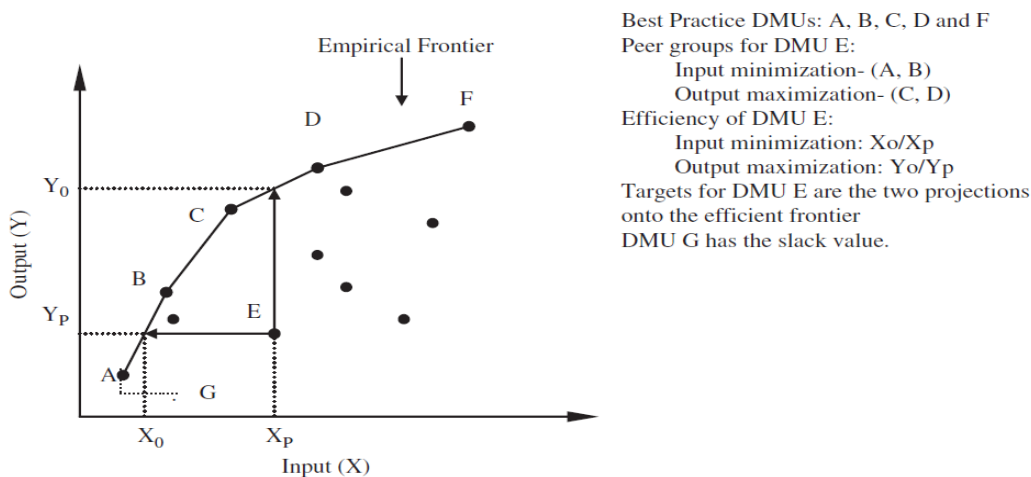 Empirical Frontier
F
D
Y0
C
Output (Y)
B
E
YP
A
G
X0
XP
Input (X)
Best Practice DMUs: A, B, C, D and F
Peer groups for DMU E:
Input minimization- (A, B)
Output maximization- (C, D)
Efficiency of DMU E:
Input minimization: Xo/Xp
Output maximization: Yo/Yp
Targets for DMU E are the two projections
onto the efficient frontier
DMU G has the slack value.